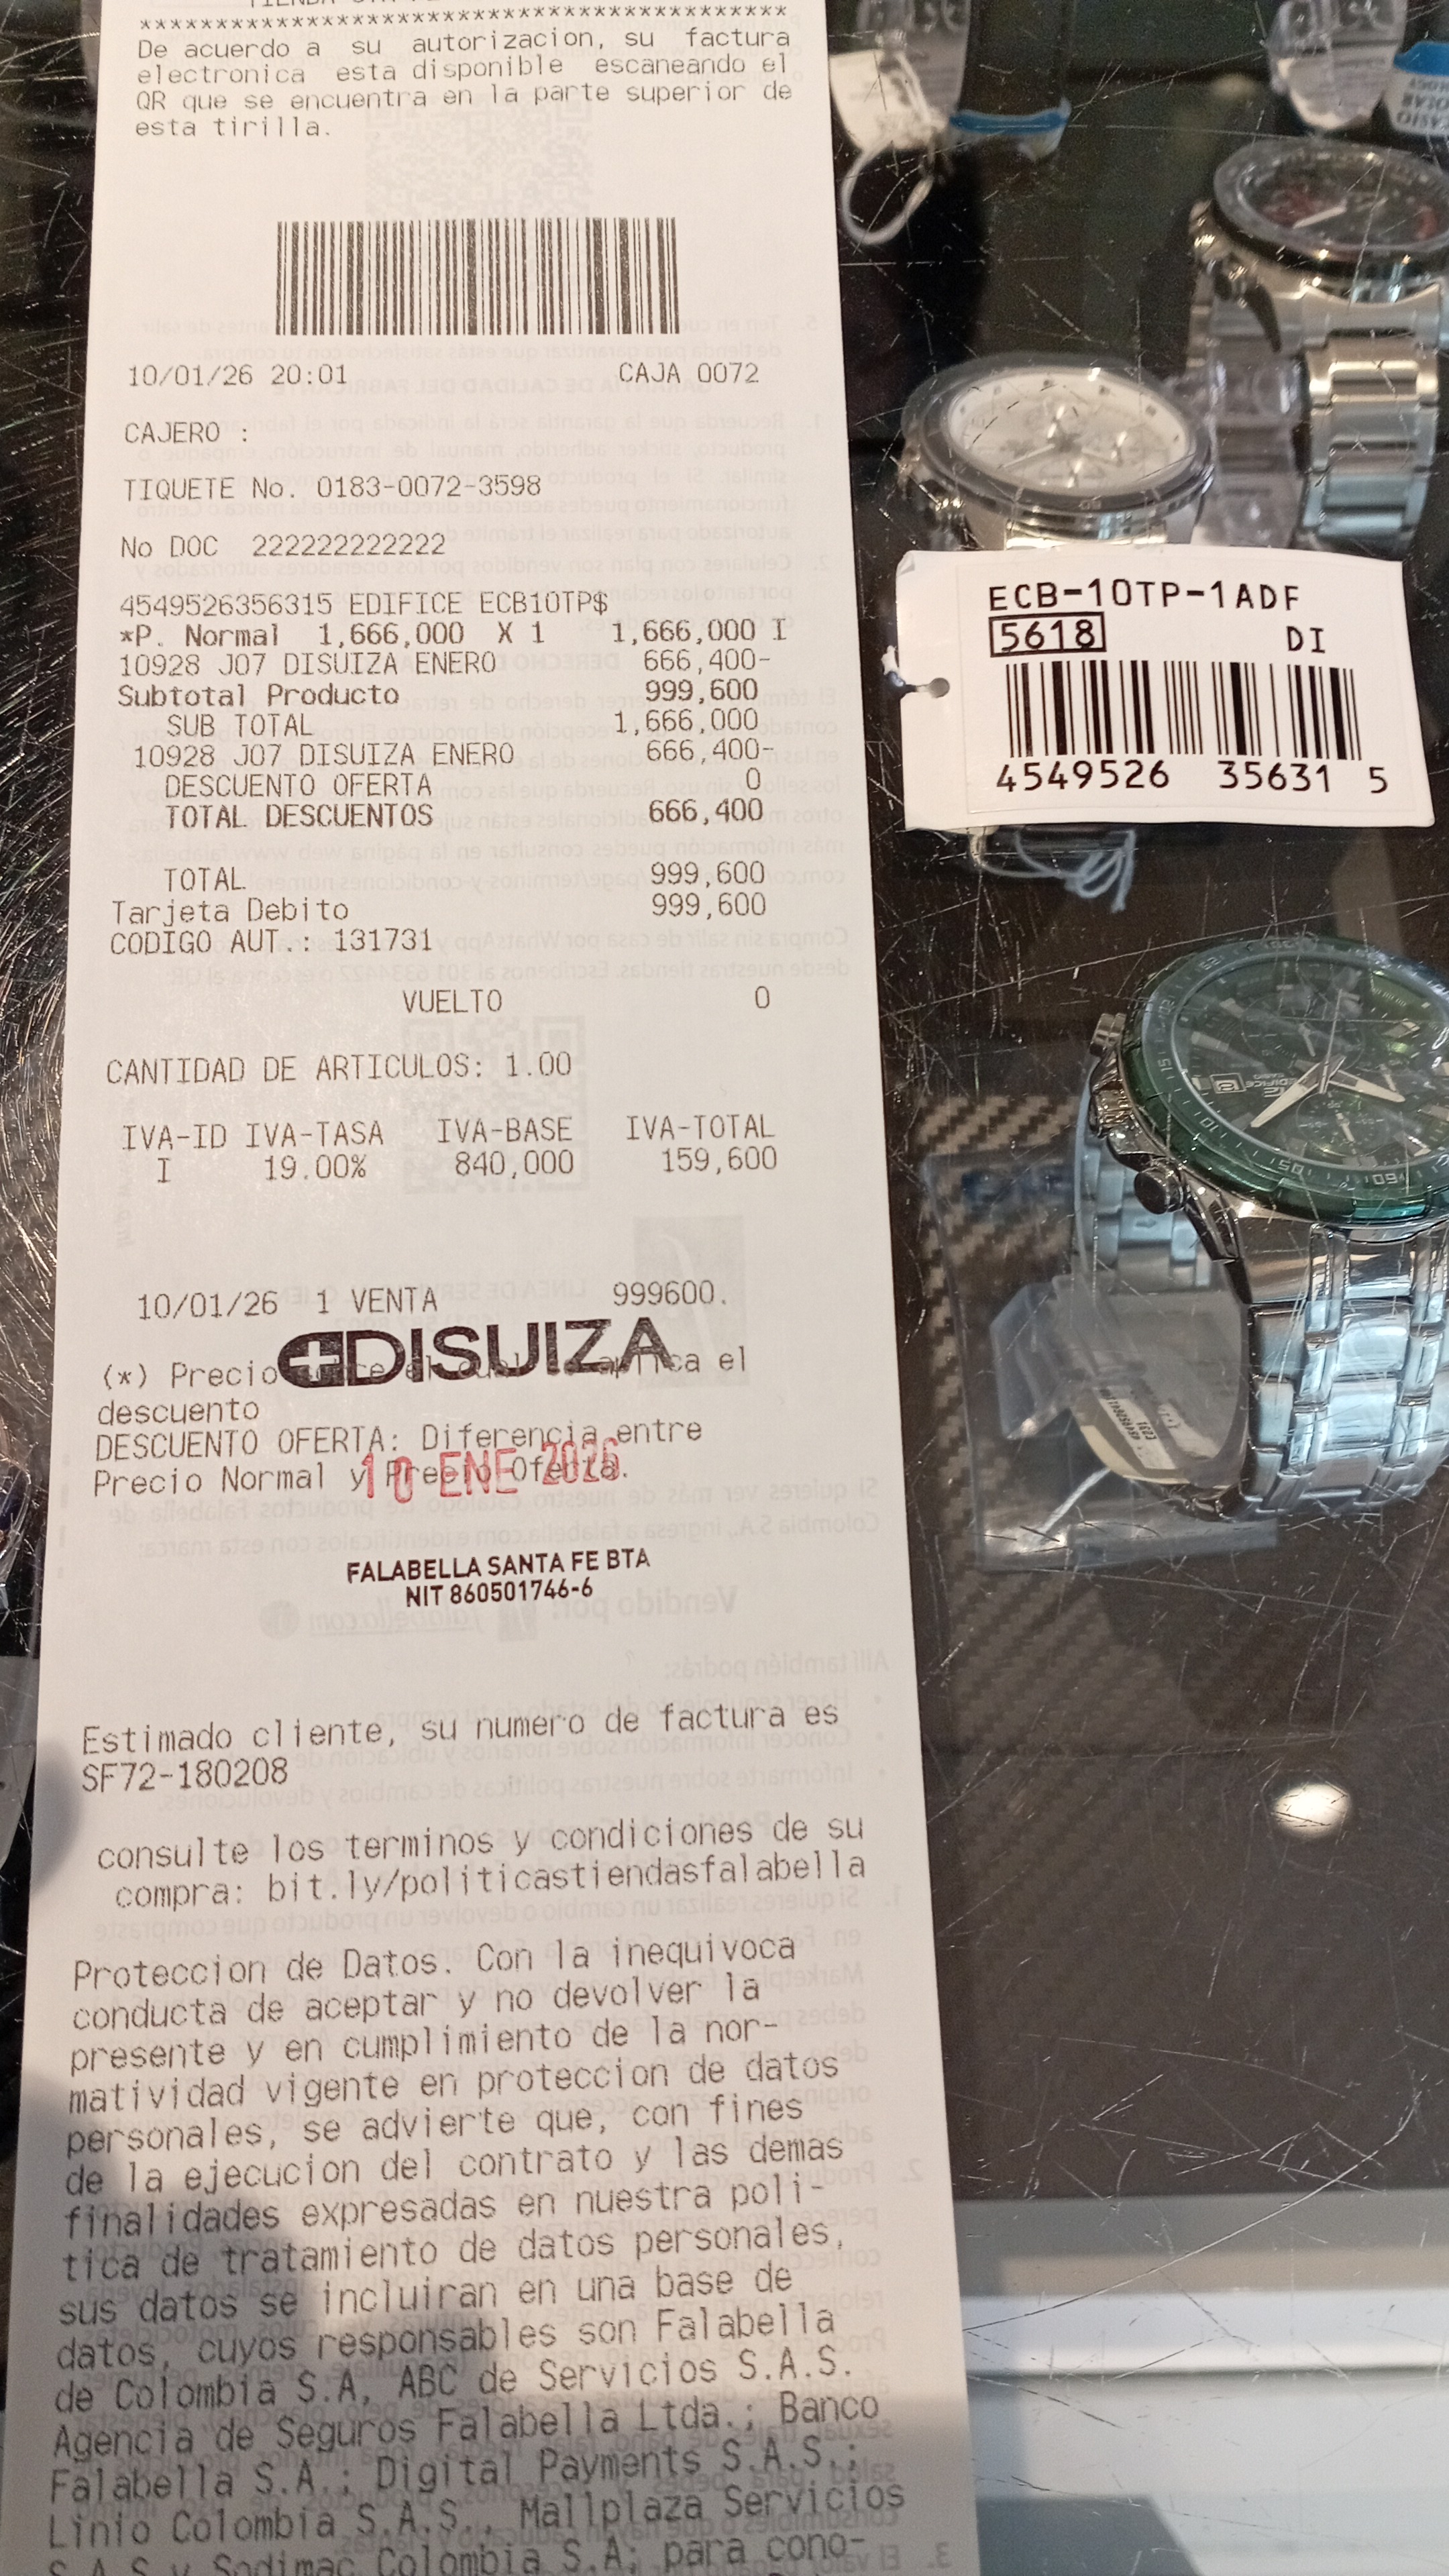 ******************************************
De acuerdo a su autorizacion, su factura
electronica esta disponible escaneando el
QR que se encuentra en la parte superior de
esta tirilla.
10/01/26 20:01 CAJA 0072
CAJERO :
TIQUETE No. 0183-0072-3598
No DOC 222222222222
4549526356315 EDIFICE ECB10TP$
*P. Normal 1,666,000 X 1 1,666,000 I
10928 J07 DISUIZA ENERO 666,400-
Subtotal Producto 999,600
SUB TOTAL 1,666,000
10928 J07 DISUIZA ENERO 666,400-
DESCUENTO OFERTA 0
TOTAL DESCUENTOS 666,400
TOTAL 999,600
Tarjeta Debito 999,600
CODIGO AUT.: 131731
VUELTO 0
CANTIDAD DE ARTICULOS: 1.00
IVA-ID IVA-TASA IVA-BASE IVA-TOTAL
I 19.00% 840,000 159,600
10/01/26 1 VENTA 999600.
DISUIZA
(*) Precio el
descuento
DESCUENTO OFERTA: Diferencia entre
Precio Normal y Precio Oferta.
10 ENE 2026
FALABELLA SANTA FE BTA
NIT 860501746-6
Estimado cliente, su numero de factura es
SF72-180208
consulte los terminos y condiciones de su
compra: bit.ly/politicastiendasfalabella
Proteccion de Datos. Con la inequivoca
conducta de aceptar y no devolver la
presente y en cumplimiento de la nor-
matividad vigente en proteccion de datos
personales, se advierte que, con fines
de la ejecucion del contrato y las demas
finalidades expresadas en nuestra poli-
tica de tratamiento de datos personales,
sus datos se incluiran en una base de
datos, cuyos responsables son Falabella
de Colombia S.A, ABC de Servicios S.A.S.
Agencia de Seguros Falabella Ltda.; Banco
Falabella S.A.; Digital Payments S.A.S.;
Linio Colombia S.A.S., Mallplaza Servicios
S.A.S y Sodimac Colombia S.A; para cono-
ECB-10TP-1ADF
5618 DI
4549526 35631 5
EDIFICE
CASIO